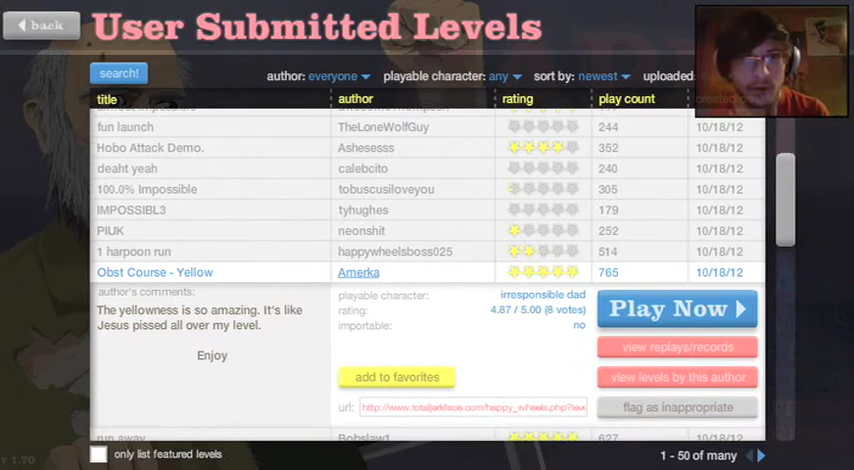 back
User Submitted Levels
search!
author: everyone playable character: any sort by: newest uploaded:
title author rating play count
fun launch TheLoneWolfGuy 244 10/18/12
Hobo Attack Demo. Ashesesss 352 10/18/12
deaht yeah calebcito 240 10/18/12
100.0% Impossible tobuscusiloveyou 305 10/18/12
IMPOSSIBL3 tyhughes 179 10/18/12
PIUK neonshit 252 10/18/12
1 harpoon run happywheelsboss025 514 10/18/12
Obst Course - Yellow Amerka 765 10/18/12
author's comments:
The yellowness is so amazing. It's like
Jesus pissed all over my level.
Enjoy
playable character: irresponsible dad
rating: 4.87 / 5.00 (8 votes)
importable: no
add to favorites
url: http://www.totaljerkface.com/happy_wheels.php?lev
Play Now
view replays/records
view levels by this author
flag as inappropriate
run away Bobslaw1 627 10/18/12
only list featured levels
1 - 50 of many
v 1.70